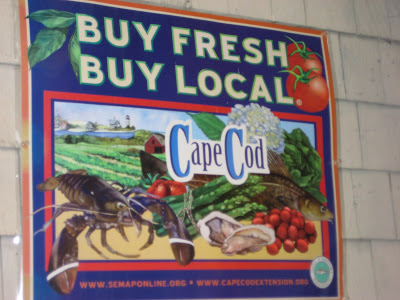 BUY FRESH
BUY LOCAL®
Cape Cod
WWW.SEMAPONLINE.ORG • WWW.CAPECODEXTENSION.ORG